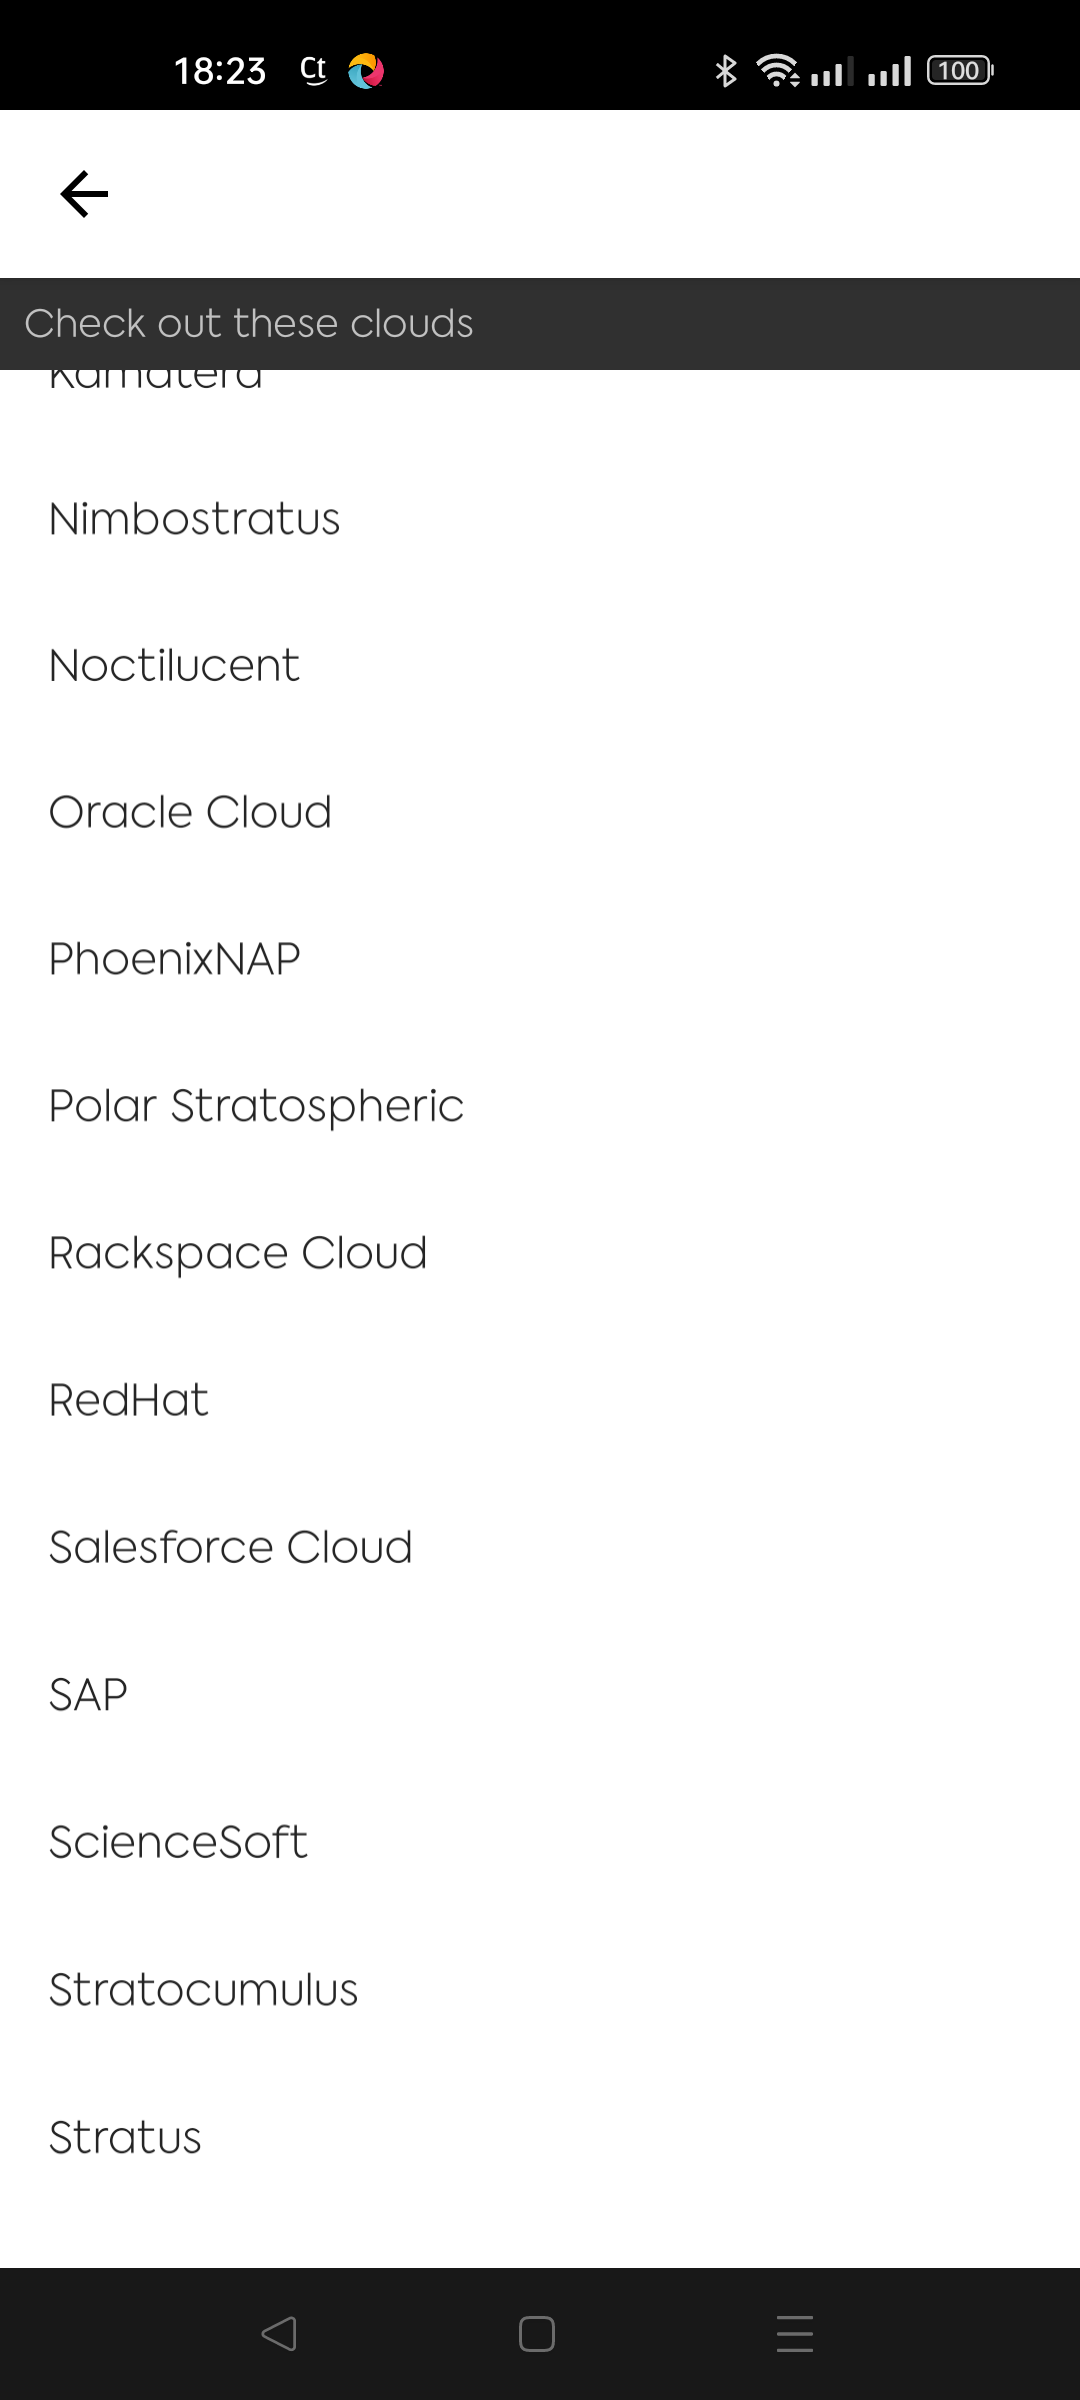 18:23 Ct 100
Check out these clouds
Kamatera
Nimbostratus
Noctilucent
Oracle Cloud
PhoenixNAP
Polar Stratospheric
Rackspace Cloud
RedHat
Salesforce Cloud
SAP
ScienceSoft
Stratocumulus
Stratus